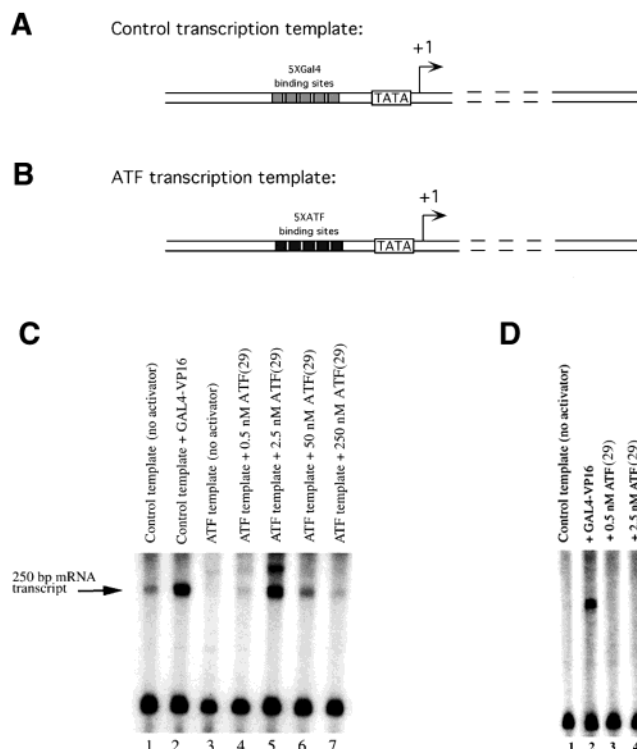 A
Control transcription template:
+1
5XGal4
binding sites
TATA
B
ATF transcription template:
+1
5XATF
binding sites
TATA
C
Control template (no activator)
Control template + GAL4-VP16
ATF template (no activator)
ATF template + 0.5 nM ATF(29)
ATF template + 2.5 nM ATF(29)
ATF template + 50 nM ATF(29)
ATF template + 250 nM ATF(29)
250 bp mRNA
transcript
1 2 3 4 5 6 7
D
Control template (no activator)
+ GAL4-VP16
+ 0.5 nM ATF(29)
+ 2.5 nM ATF(29)
1 2 3 4